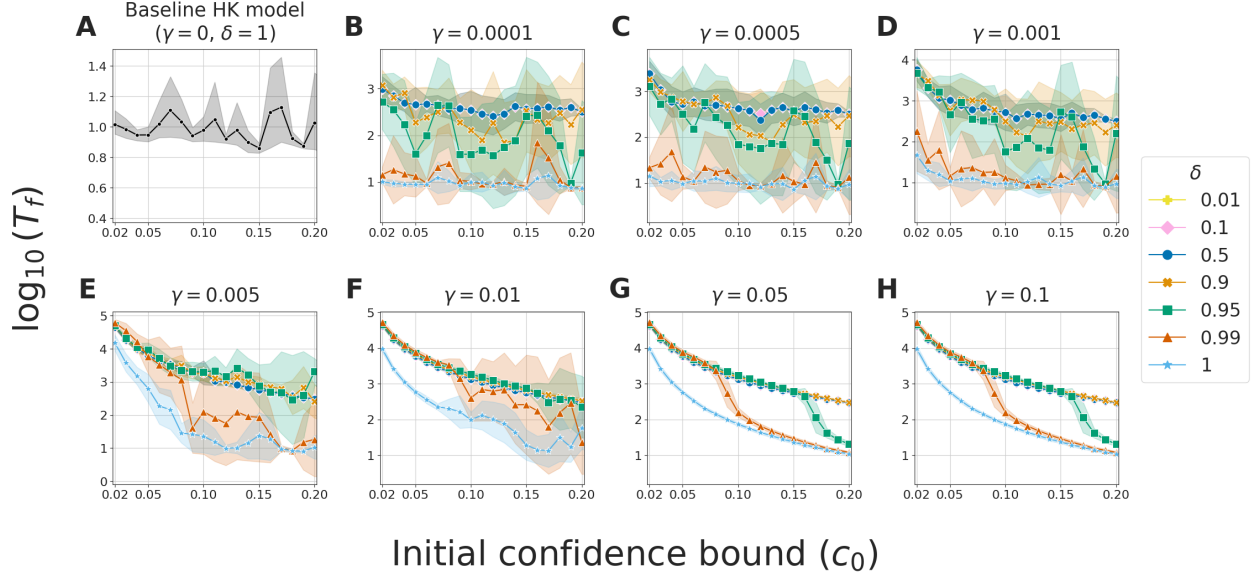 A
Baseline HK model
(γ = 0, δ = 1)
B
γ = 0.0001
C
γ = 0.0005
D
γ = 0.001
1.4
1.2
1.0
0.8
0.6
0.4
0.02 0.05 0.10 0.15 0.20
3
2
1
0.02 0.05 0.10 0.15 0.20
3
2
1
0.02 0.05 0.10 0.15 0.20
4
3
2
1
0.02 0.05 0.10 0.15 0.20
E
γ = 0.005
F
γ = 0.01
G
γ = 0.05
H
γ = 0.1
5
4
3
2
1
0
0.02 0.05 0.10 0.15 0.20
5
4
3
2
1
0.02 0.05 0.10 0.15 0.20
5
4
3
2
1
0.02 0.05 0.10 0.15 0.20
5
4
3
2
1
0.02 0.05 0.10 0.15 0.20
log₁₀(T_f)
Initial confidence bound (c₀)
δ
0.01
0.1
0.5
0.9
0.95
0.99
1